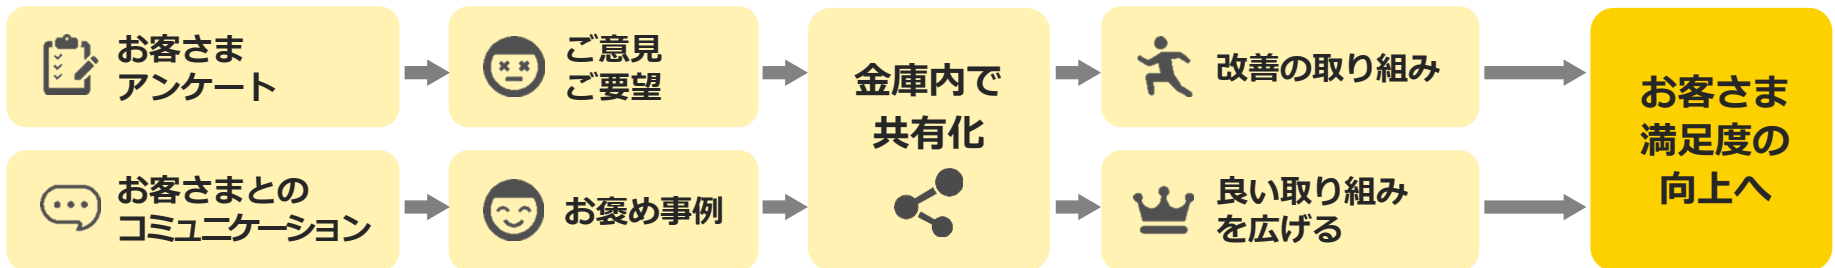 お客さま
アンケート
ご意見
ご要望
お客さまとの
コミュニケーション
お褒め事例
金庫内で
共有化
改善の取り組み
良い取り組み
を広げる
お客さま
満足度の
向上へ